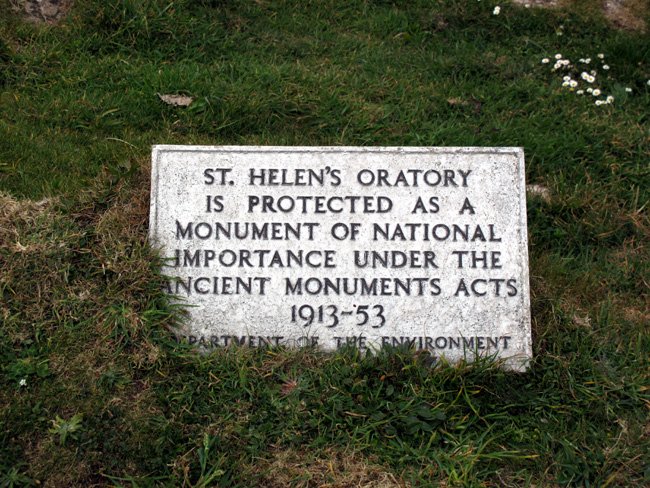 ST. HELEN'S ORATORY
IS PROTECTED AS A
MONUMENT OF NATIONAL
IMPORTANCE UNDER THE
ANCIENT MONUMENTS ACTS
1913-53
DEPARTMENT OF THE ENVIRONMENT